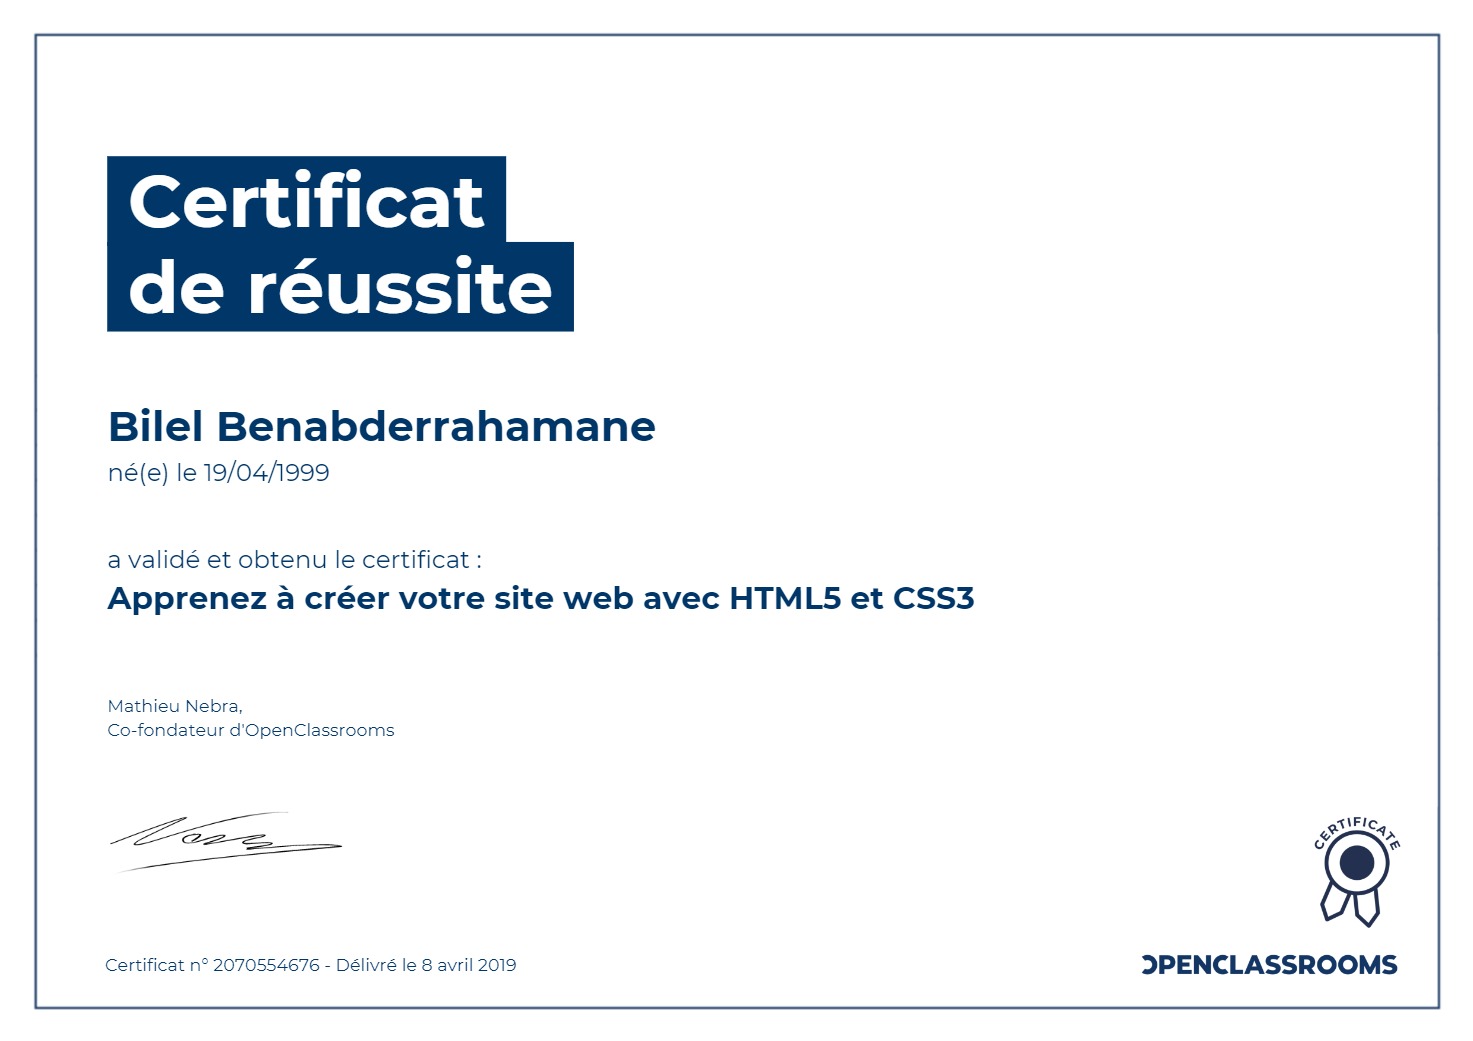 Certificat
de réussite
Bilel Benabderrahamane
né(e) le 19/04/1999
a validé et obtenu le certificat :
Apprenez à créer votre site web avec HTML5 et CSS3
Mathieu Nebra,
Co-fondateur d'OpenClassrooms
CERTIFICATE
Certificat n° 2070554676 - Délivré le 8 avril 2019
OPENCLASSROOMS